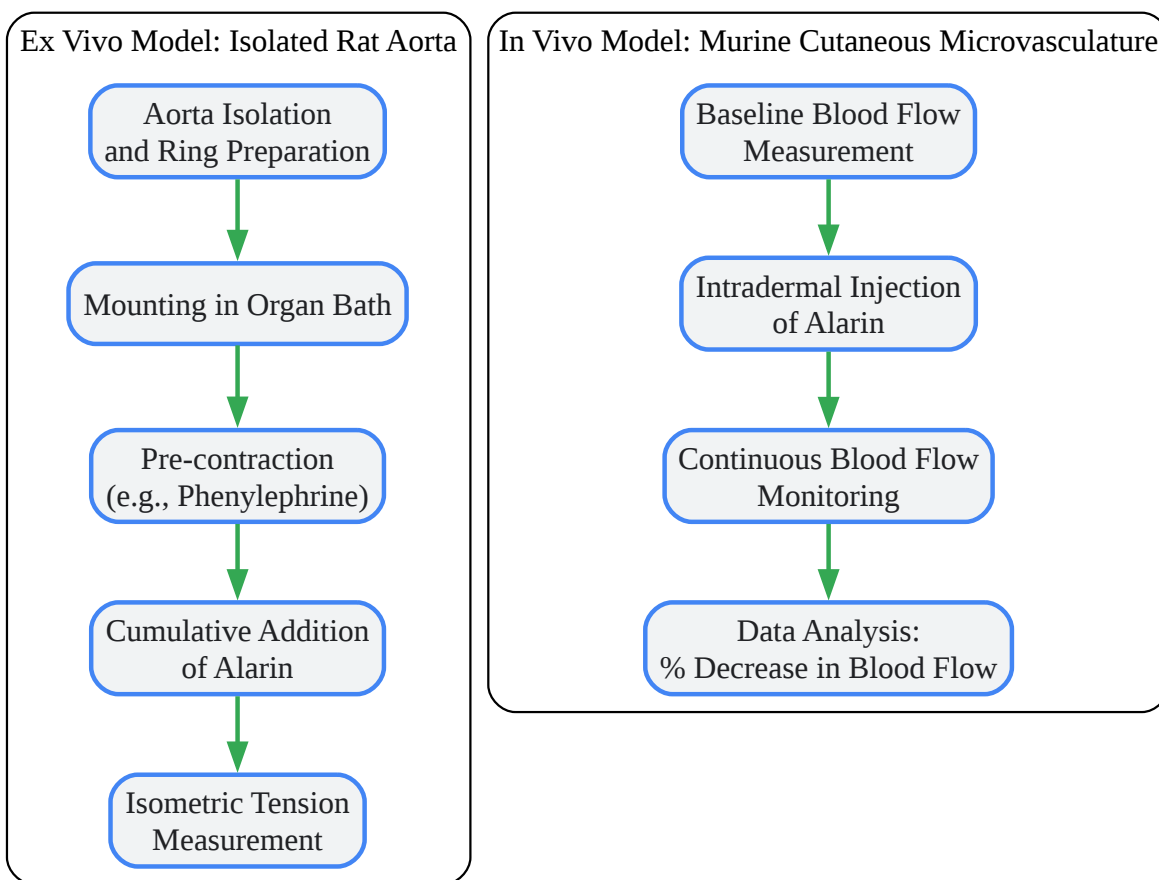 Ex Vivo Model: Isolated Rat Aorta
Aorta Isolation
and Ring Preparation
Mounting in Organ Bath
Pre-contraction
(e.g., Phenylephrine)
Cumulative Addition
of Alarin
Isometric Tension
Measurement
In Vivo Model: Murine Cutaneous Microvasculature
Baseline Blood Flow
Measurement
Intradermal Injection
of Alarin
Continuous Blood Flow
Monitoring
Data Analysis:
% Decrease in Blood Flow